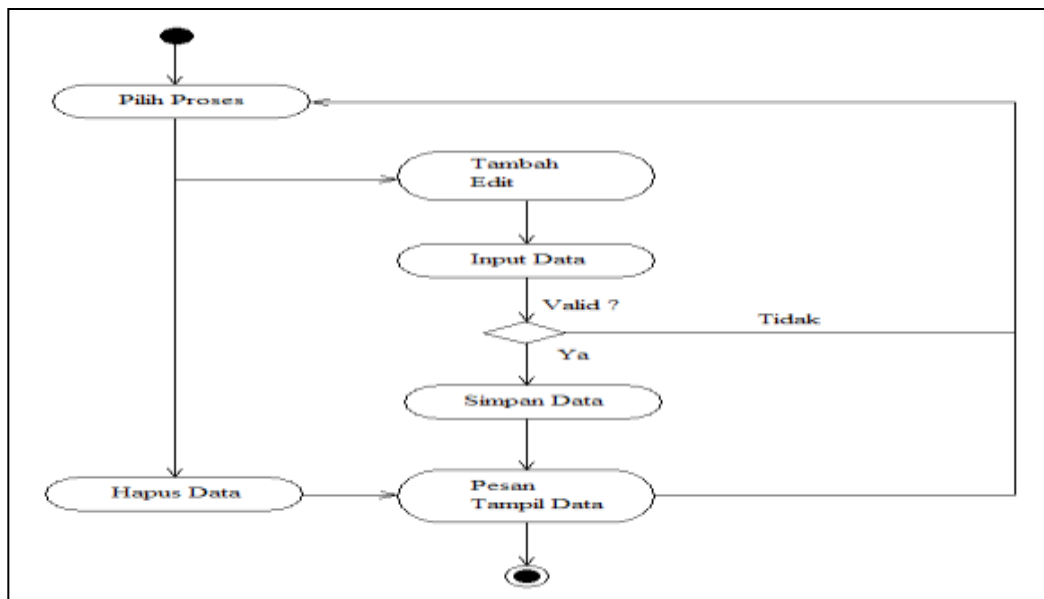 Pilih Proses
Tambah
Edit
Input Data
Valid ?
Tidak
Ya
Simpan Data
Hapus Data
Pesan
Tampil Data